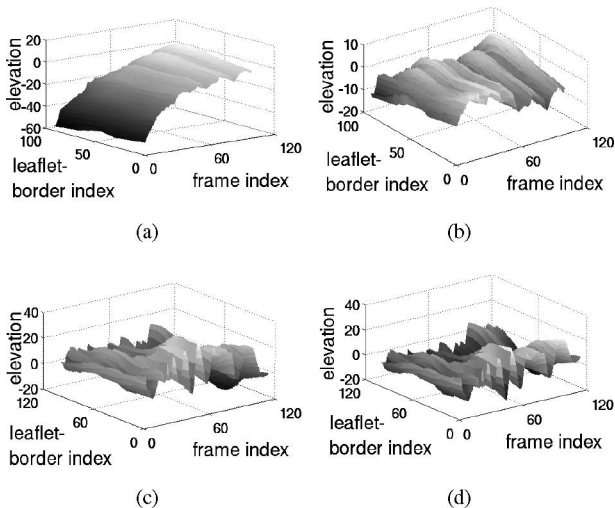 20
0
-20
-40
-60
elevation
100
50
0
leaflet-
border index
0
60
120
frame index
(a)
10
0
-10
-20
elevation
100
50
0
leaflet-
border index
0
60
120
frame index
(b)
40
20
0
-20
elevation
120
60
0
leaflet-
border index
0
60
120
frame index
(c)
40
20
0
-20
elevation
120
60
0
leaflet-
border index
0
60
120
frame index
(d)